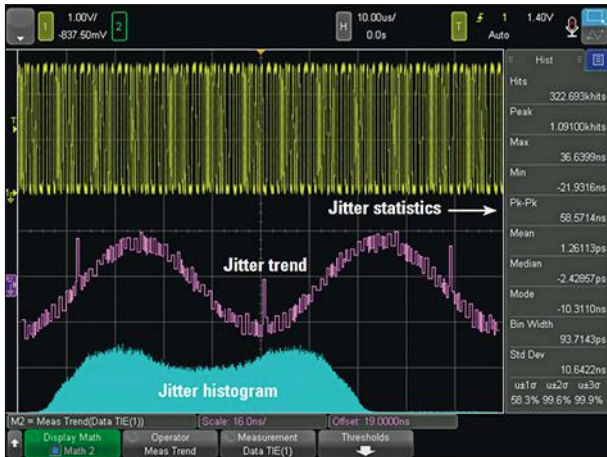 1 1.00V/ 2 H 10.00us/ T 1 1.40V
-837.50mV 0.0s Auto
Hist
Hits
322.693khits
Peak
1.09100khits
Max
36.6399ns
Min
-21.9316ns
Pk-Pk
58.5714ns
Mean
1.26113ps
Median
-2.42857ps
Mode
-10.3110ns
Bin Width
93.7143ps
Std Dev
10.6422ns
u±1σ u±2σ u±3σ
58.3% 99.6% 99.9%
T
Jitter statistics
Jitter trend
Jitter histogram
M2 = Meas Trend(Data TIE(1)) Scale: 16.0ns/ Offset: 19.0000ns
Display Math Operator Measurement Thresholds
Math 2 Meas Trend Data TIE(1)